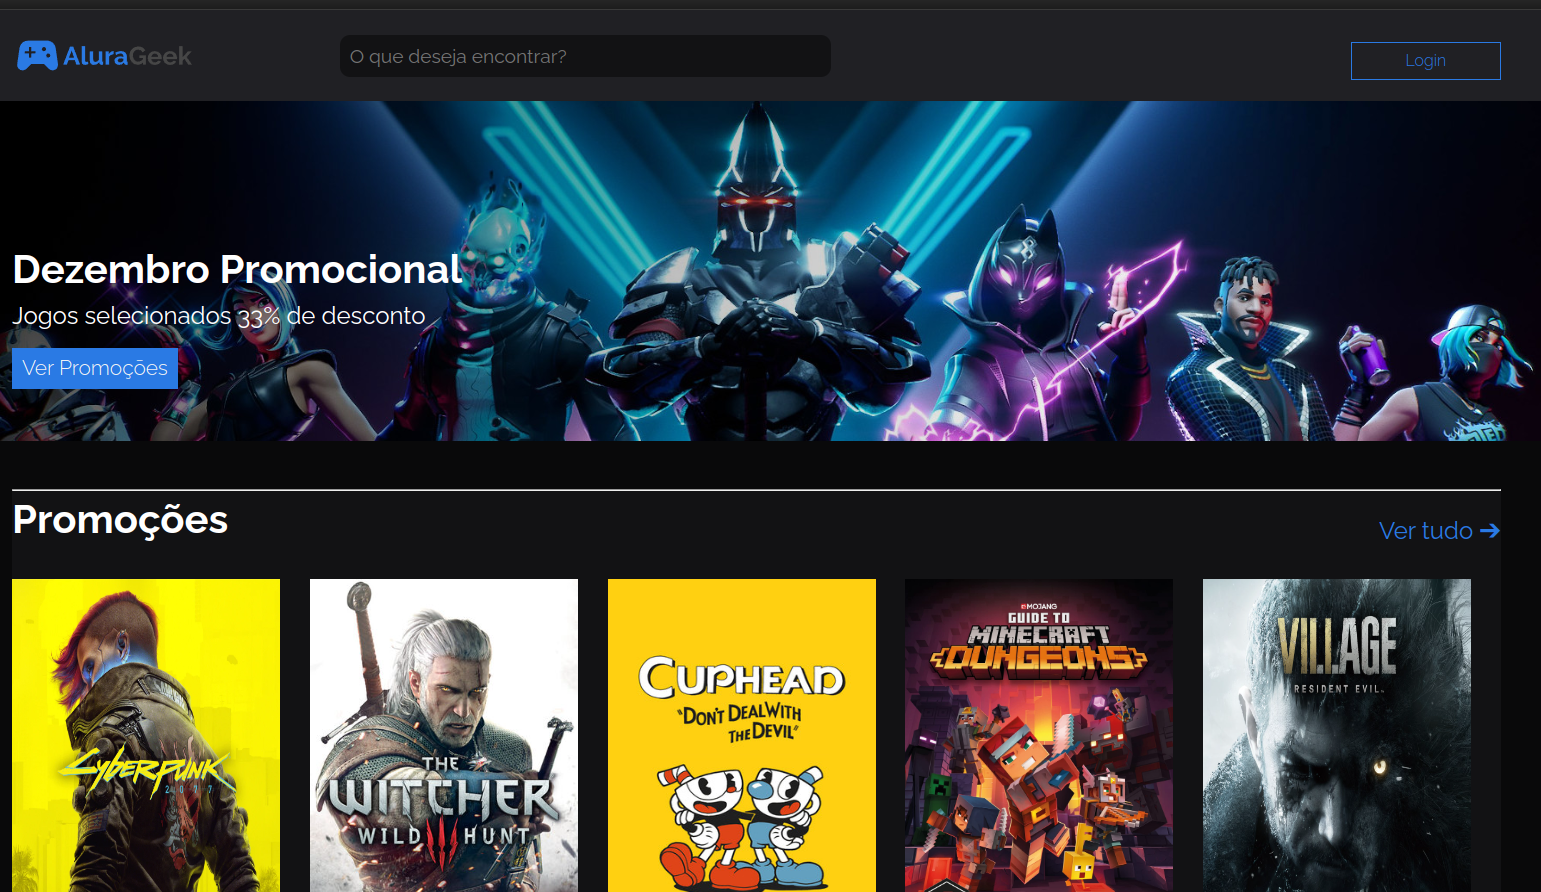 AluraGeek
O que deseja encontrar?
Login
Dezembro Promocional
Jogos selecionados 33% de desconto
Ver Promoções
Promoções
Ver tudo ➔
Cyberpunk
2077
THE
WITCHER
WILD HUNT
CUPHEAD
"DON'T DEAL WITH
THE DEVIL"
MOJANG
GUIDE TO
MINECRAFT
DUNGEONS
VILLAGE
RESIDENT EVIL